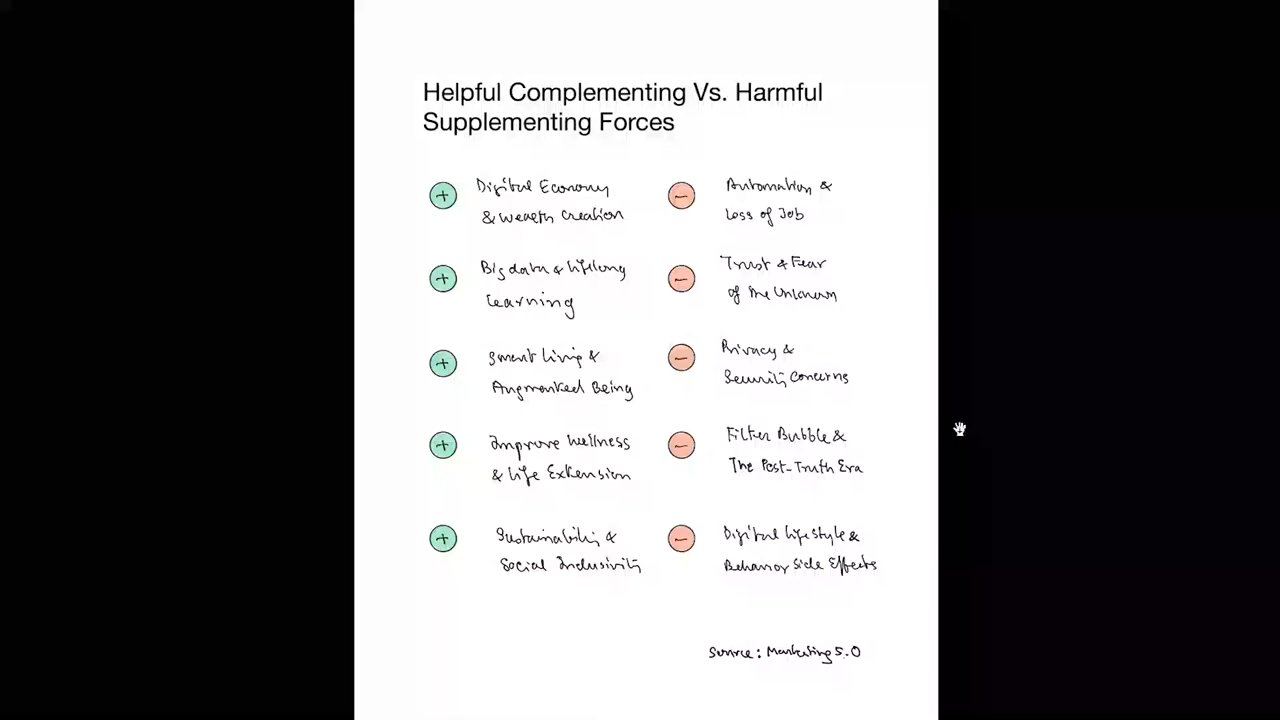 Helpful Complementing Vs. Harmful
Supplementing Forces
+ Digital Economy
& Wealth Creation
− Automation &
Loss of Job
+ Big data & Lifelong
Learning
− Trust & Fear
of the Unknown
+ Smart Living &
Augmented Being
− Privacy &
Security Concerns
+ Improve Wellness
& Life Extension
− Filter Bubble &
The Post-Truth Era
+ Sustainability &
Social Inclusivity
− Digital Lifestyle &
Behavior Side Effects
Source: Marketing 5.0